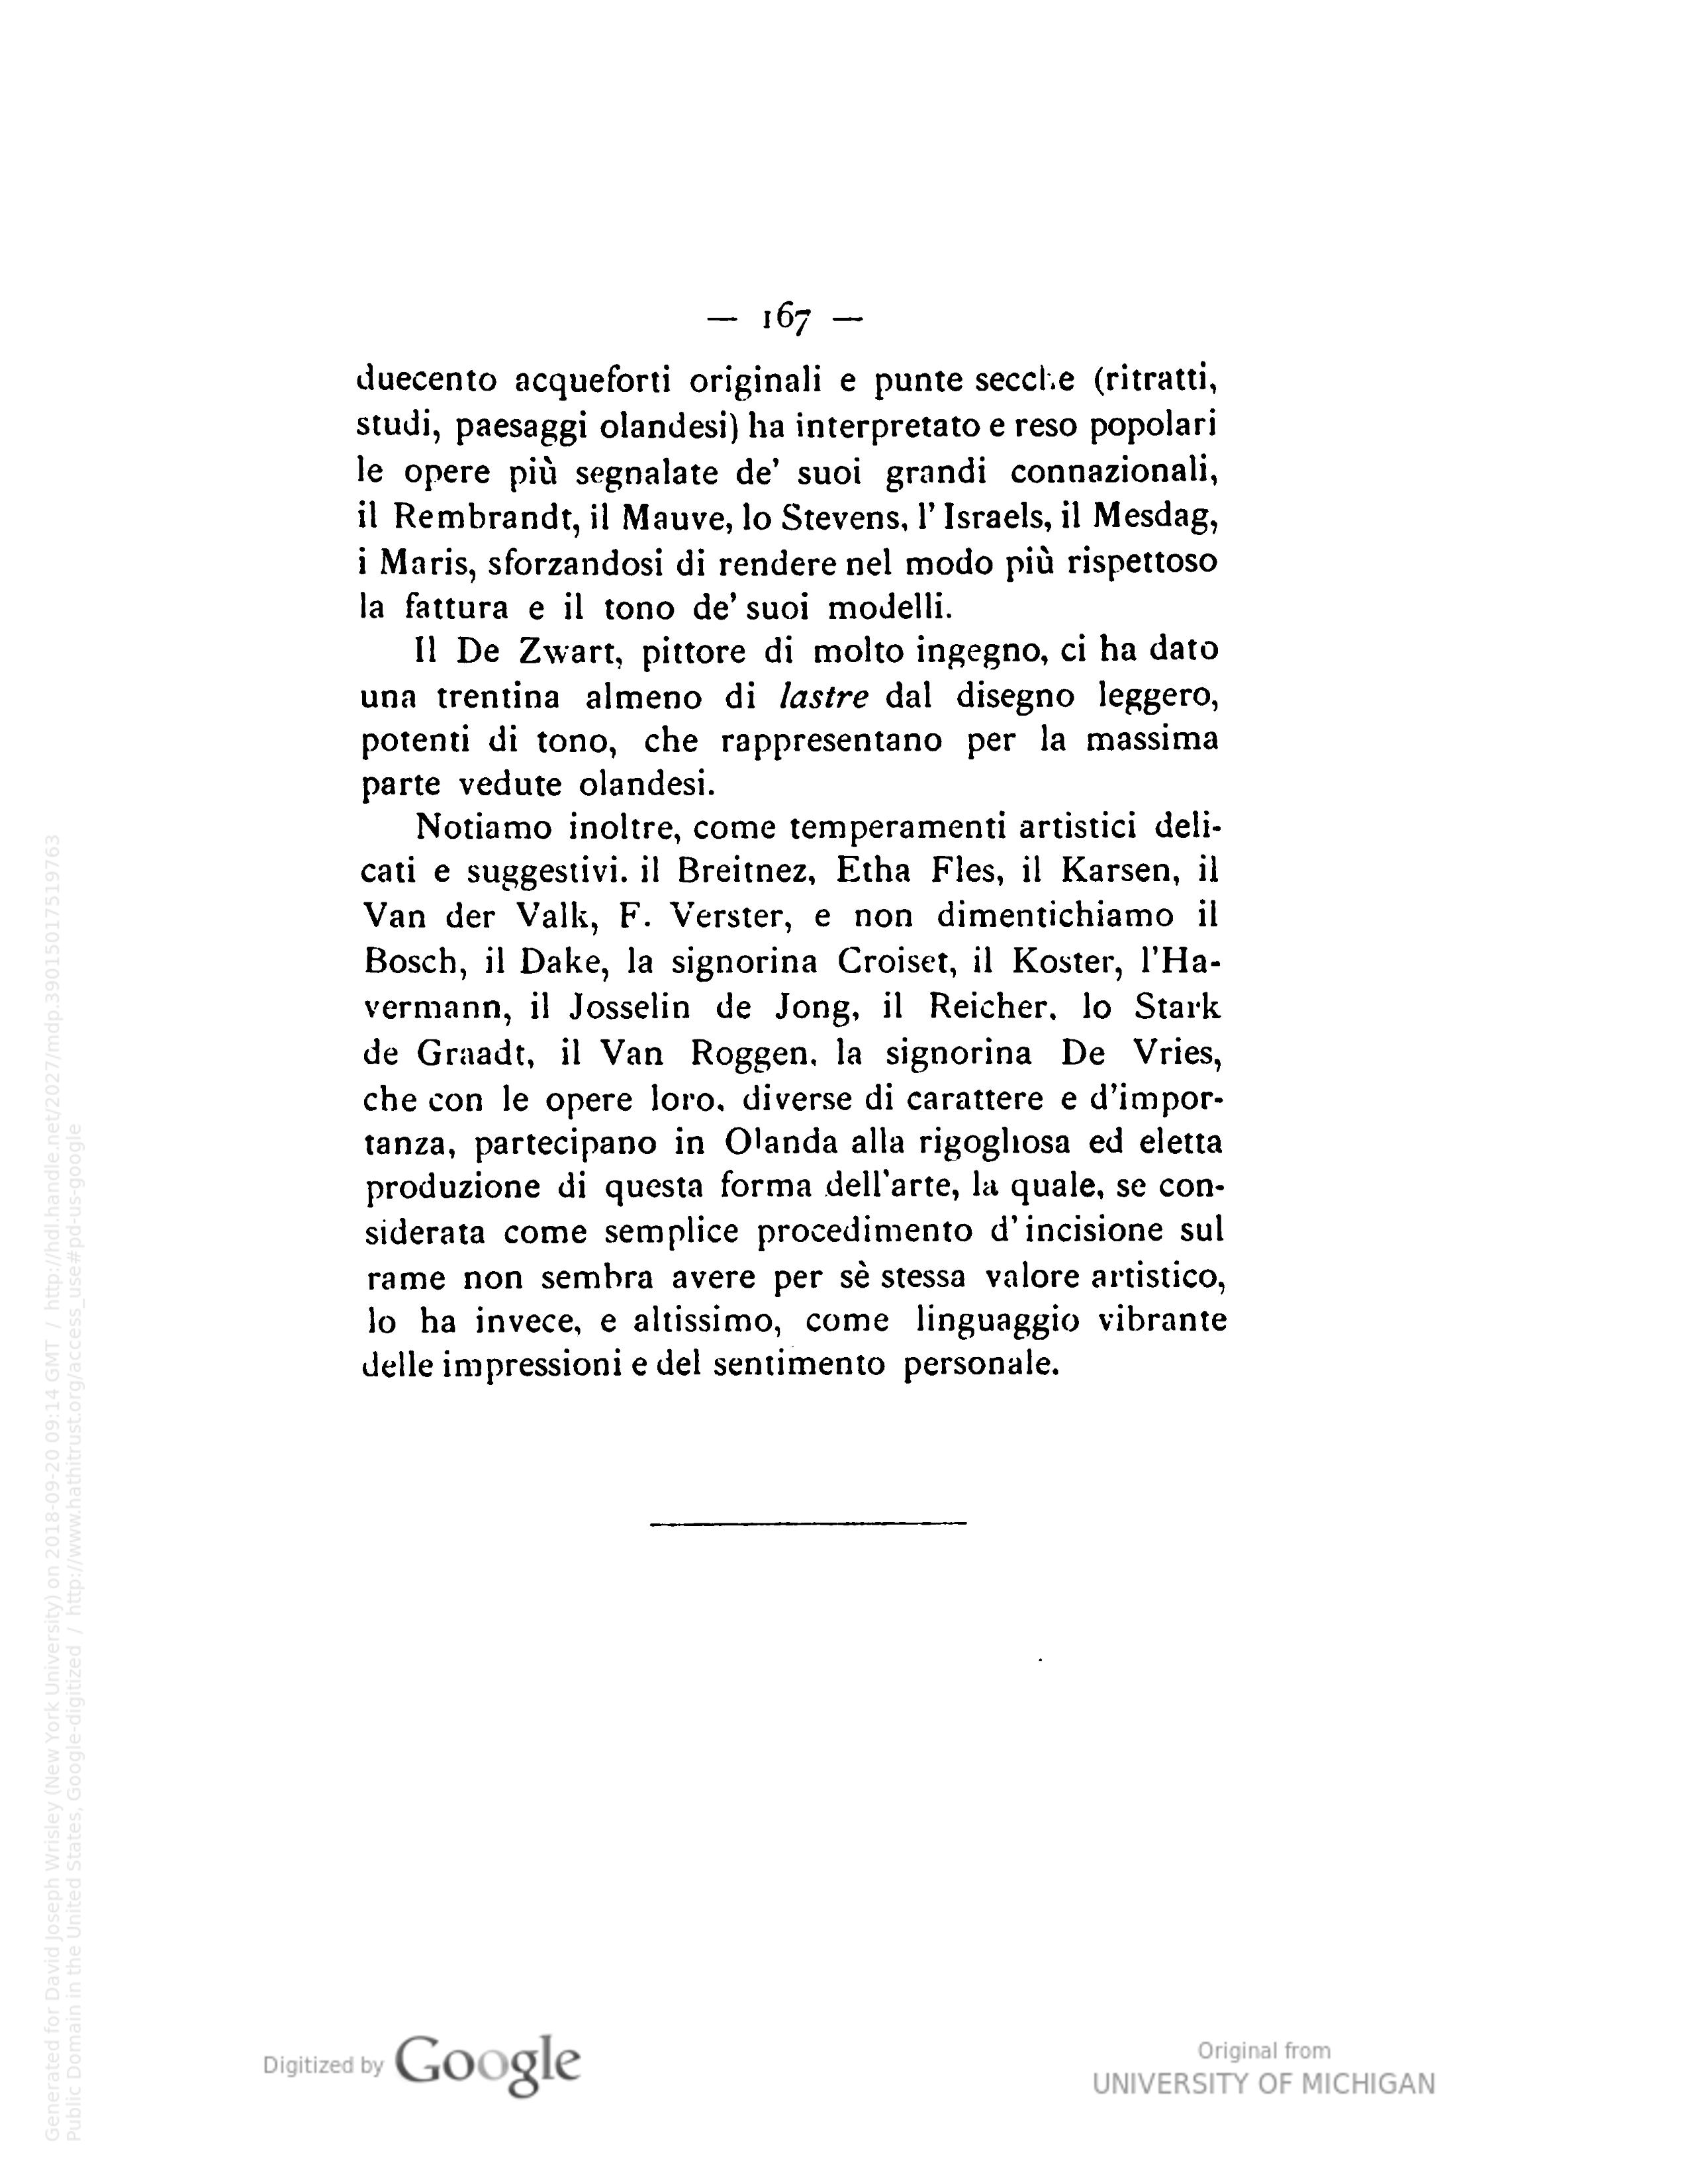 — 167 —
duecento acqueforti originali e punte secche (ritratti,
studi, paesaggi olandesi) ha interpretato e reso popolari
le opere più segnalate de' suoi grandi connazionali,
il Rembrandt, il Mauve, lo Stevens, l'Israels, il Mesdag,
i Maris, sforzandosi di rendere nel modo più rispettoso
la fattura e il tono de' suoi modelli.
Il De Zwart, pittore di molto ingegno, ci ha dato
una trentina almeno di lastre dal disegno leggero,
potenti di tono, che rappresentano per la massima
parte vedute olandesi.
Notiamo inoltre, come temperamenti artistici deli-
cati e suggestivi. il Breitnez, Etha Fles, il Karsen, il
Van der Valk, F. Verster, e non dimentichiamo il
Bosch, il Dake, la signorina Croiset, il Koster, l'Ha-
vermann, il Josselin de Jong, il Reicher, lo Stark
de Graadt, il Van Roggen, la signorina De Vries,
che con le opere loro, diverse di carattere e d'impor-
tanza, partecipano in Olanda alla rigogliosa ed eletta
produzione di questa forma dell'arte, la quale, se con-
siderata come semplice procedimento d'incisione sul
rame non sembra avere per sè stessa valore artistico,
lo ha invece, e altissimo, come linguaggio vibrante
delle impressioni e del sentimento personale.
Generated for David Joseph Wrisley (New York University) on 2018-09-20 09:14 GMT / http://hdl.handle.net/2027/mdp.39015017519763
Public Domain in the United States, Google-digitized / http://www.hathitrust.org/access_use#pd-us-google
Digitized by Google
Original from
UNIVERSITY OF MICHIGAN